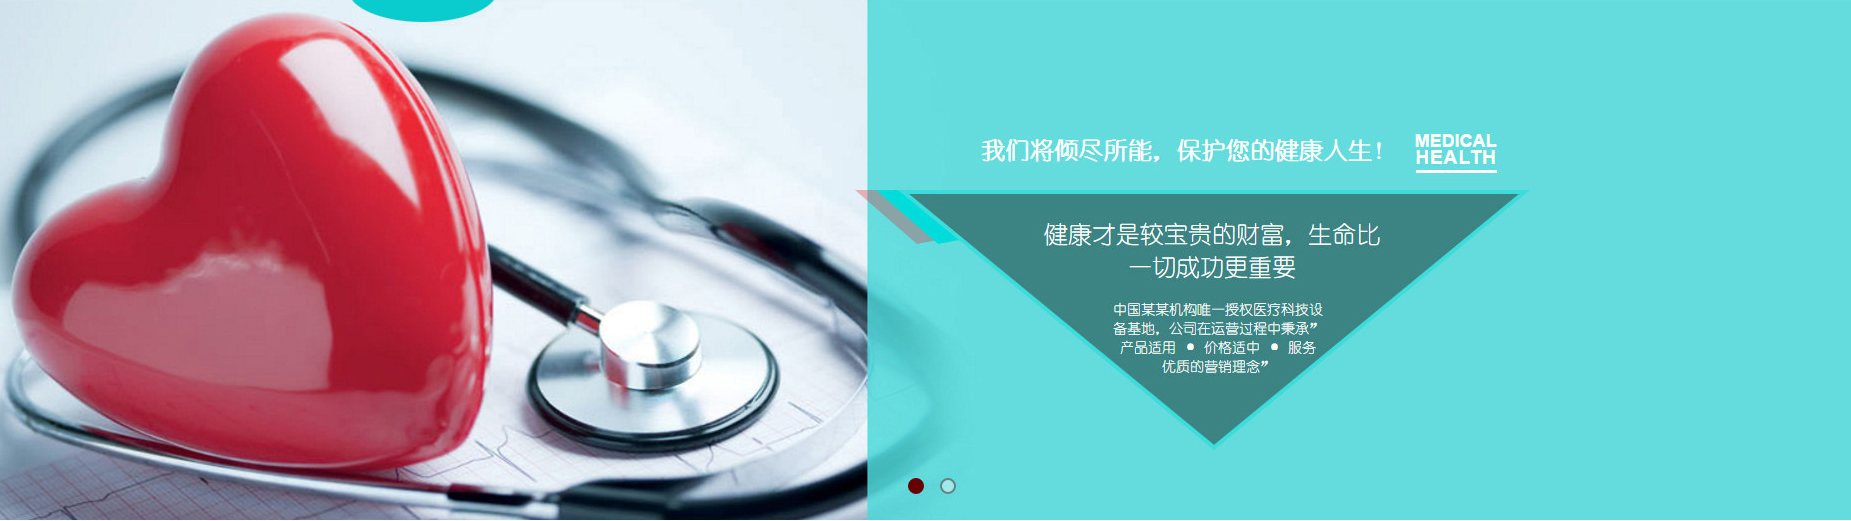 我们将倾尽所能，保护您的健康人生！
MEDICAL
HEALTH
健康才是较宝贵的财富，生命比
一切成功更重要
中国某某机构唯一授权医疗科技设
备基地，公司在运营过程中秉承”
产品适用 ● 价格适中 ● 服务
优质的营销理念”